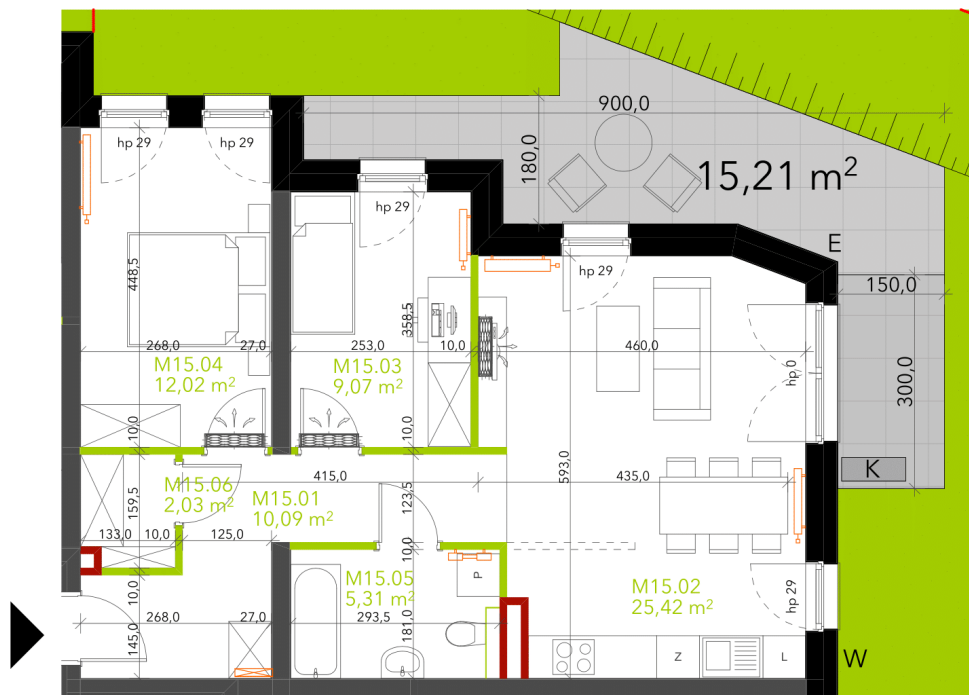 900,0
hp 29
hp 29
180,0
15,21 m²
hp 29
E
hp 29
448,5
150,0
358,5
268,0
27,0
253,0
10,0
460,0
M15.04
12,02 m²
M15.03
9,07 m²
hp 0
300,0
10,0
10,0
K
M15.06
2,03 m²
415,0
593,0
435,0
159,5
M15.01
10,09 m²
123,5
133,0
10,0
125,0
10,0
M15.05
5,31 m²
P
M15.02
25,42 m²
hp 29
10,0
268,0
27,0
293,5
181,0
145,0
Z
L
W